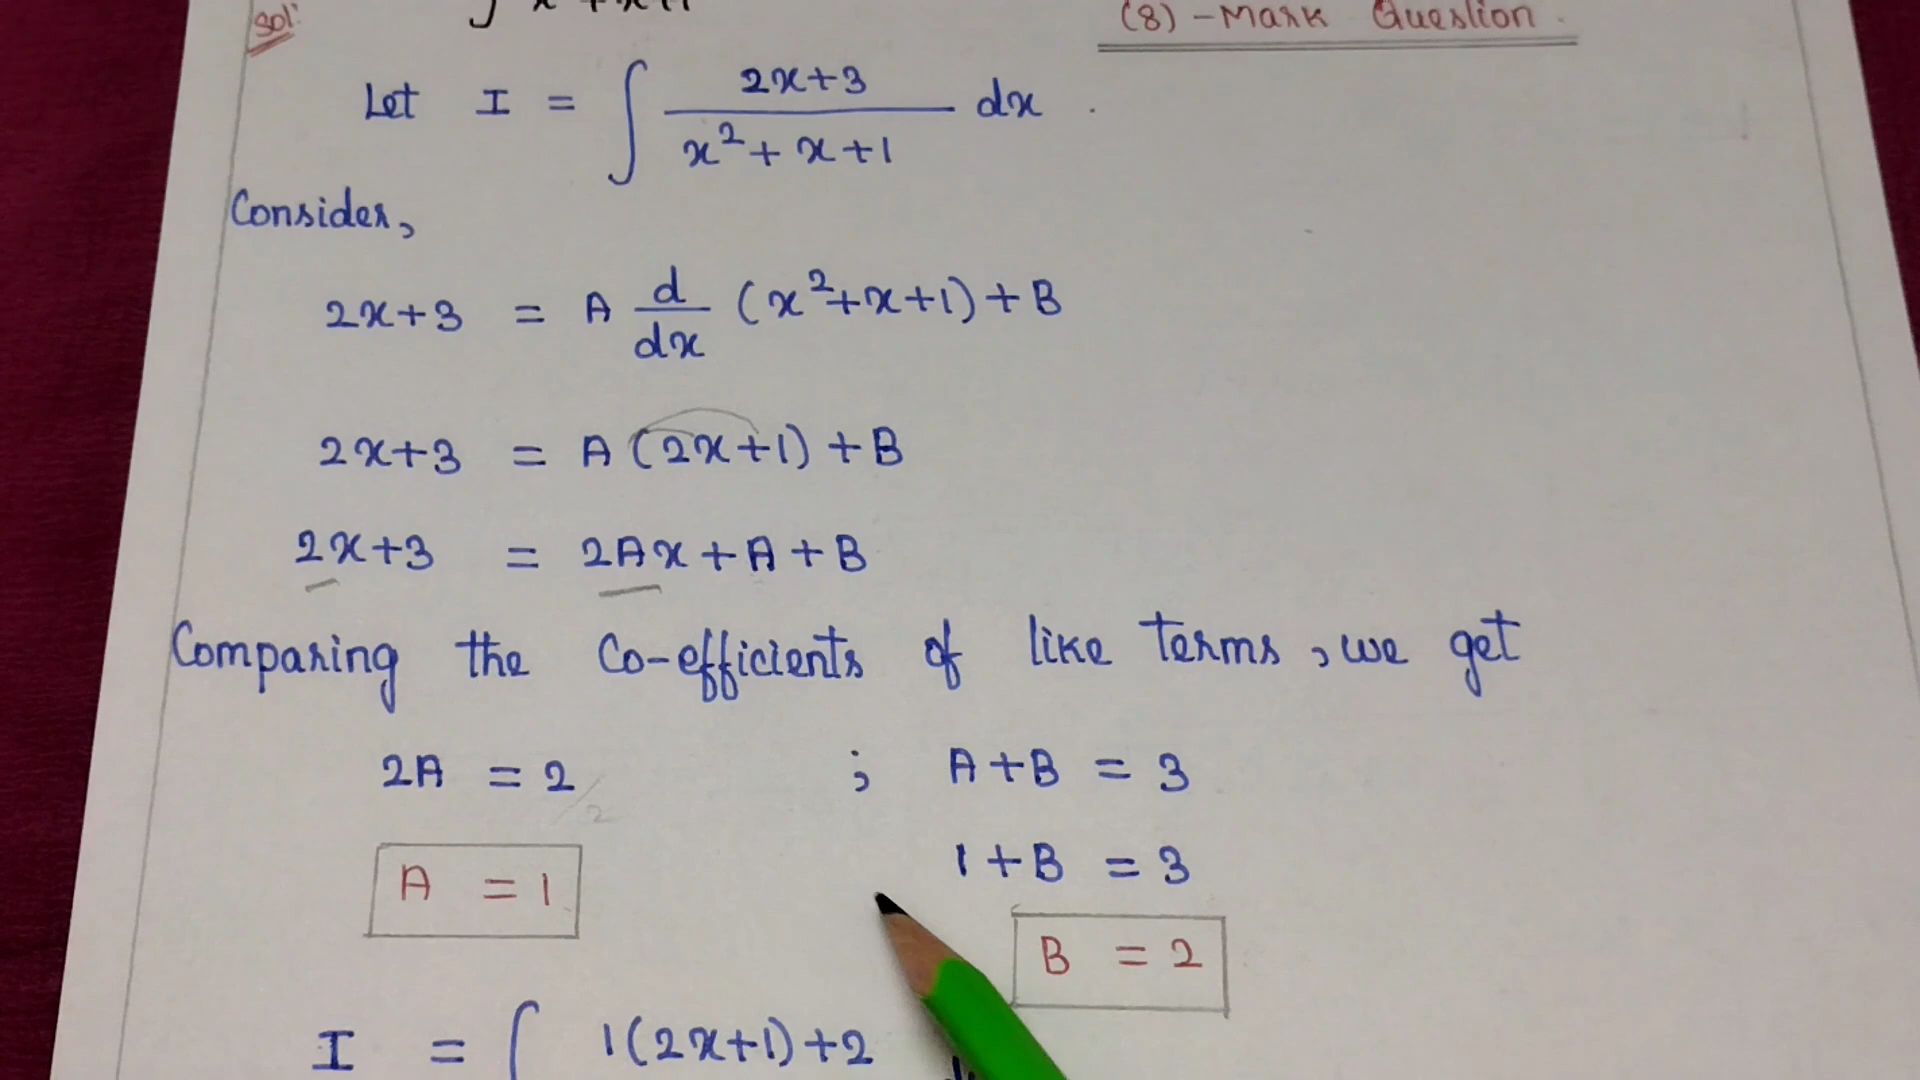 Sol:
(8) - Mark Question.
Let I = ∫ (2x+3)/(x²+x+1) dx .
Consider,
2x+3 = A d/dx (x²+x+1) + B
2x+3 = A (2x+1) + B
2x+3 = 2Ax + A + B
Comparing the Co-efficients of like terms, we get
2A = 2/2 ; A+B = 3
A = 1 1+B = 3
B = 2
I = ∫ 1(2x+1)+2